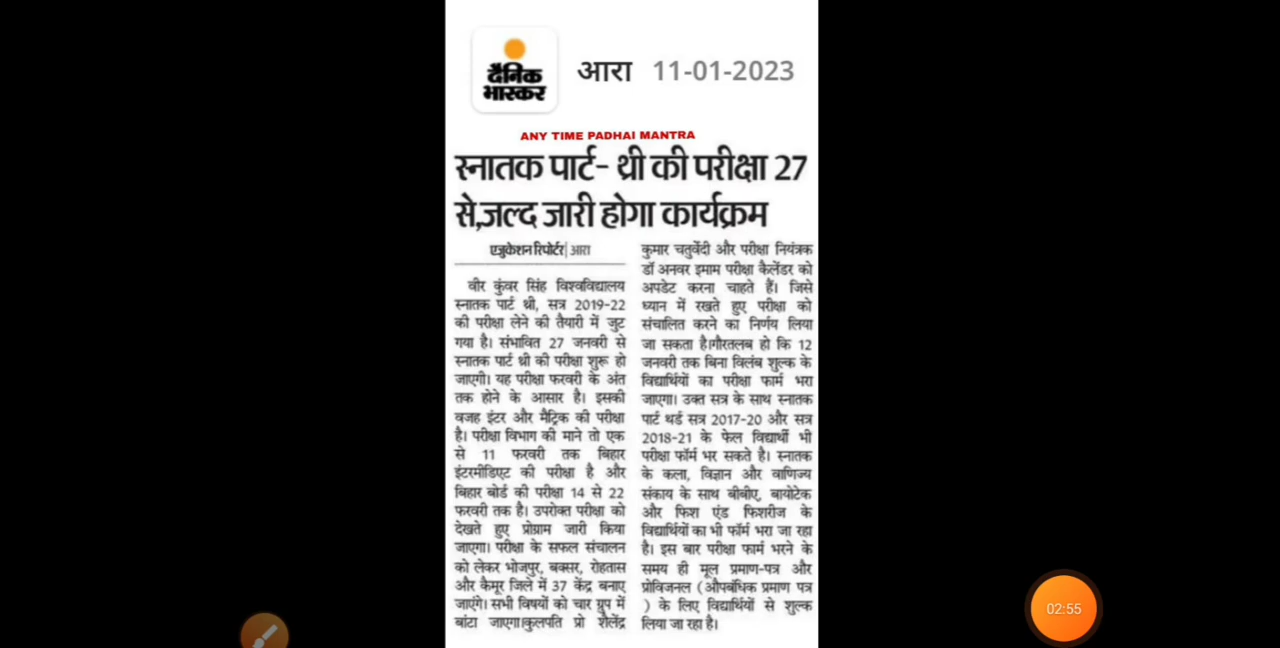 दैनिक
भास्कर
आरा 11-01-2023
ANY TIME PADHAI MANTRA
स्नातक पार्ट- थ्री की परीक्षा 27
से,जल्द जारी होगा कार्यक्रम
एजुकेशन रिपोर्टर| आरा
वीर कुंवर सिंह विश्वविद्यालय
स्नातक पार्ट थ्री, सत्र 2019-22
की परीक्षा लेने की तैयारी में जुट
गया है। संभावित 27 जनवरी से
स्नातक पार्ट थ्री की परीक्षा शुरू हो
जाएगी। यह परीक्षा फरवरी के अंत
तक होने के आसार है। इसकी
वजह इंटर और मैट्रिक की परीक्षा
है। परीक्षा विभाग की माने तो एक
से 11 फरवरी तक बिहार
इंटरमीडिएट की परीक्षा है और
बिहार बोर्ड की परीक्षा 14 से 22
फरवरी तक है। उपरोक्त परीक्षा को
देखते हुए प्रोग्राम जारी किया
जाएगा। परीक्षा के सफल संचालन
को लेकर भोजपुर, बक्सर, रोहतास
और कैमूर जिले में 37 केंद्र बनाए
जाएंगे। सभी विषयों को चार ग्रुप में
बांटा जाएगा।कुलपति प्रो शैलेंद्र
कुमार चतुर्वेदी और परीक्षा नियंत्रक
डॉ अनवर इमाम परीक्षा कैलेंडर को
अपडेट करना चाहते हैं। जिसे
ध्यान में रखते हुए परीक्षा को
संचालित करने का निर्णय लिया
जा सकता है।गौरतलब हो कि 12
जनवरी तक बिना विलंब शुल्क के
विद्यार्थियों का परीक्षा फार्म भरा
जाएगा। उक्त सत्र के साथ स्नातक
पार्ट थर्ड सत्र 2017-20 और सत्र
2018-21 के फेल विद्यार्थी भी
परीक्षा फॉर्म भर सकते है। स्नातक
के कला, विज्ञान और वाणिज्य
संकाय के साथ बीबीए, बायोटेक
और फिश एंड फिशरीज के
विद्यार्थियों का भी फॉर्म भरा जा रहा
है। इस बार परीक्षा फार्म भरने के
समय ही मूल प्रमाण-पत्र और
प्रोविजनल (औपबंधिक प्रमाण पत्र
) के लिए विद्यार्थियों से शुल्क
लिया जा रहा है।
02:55